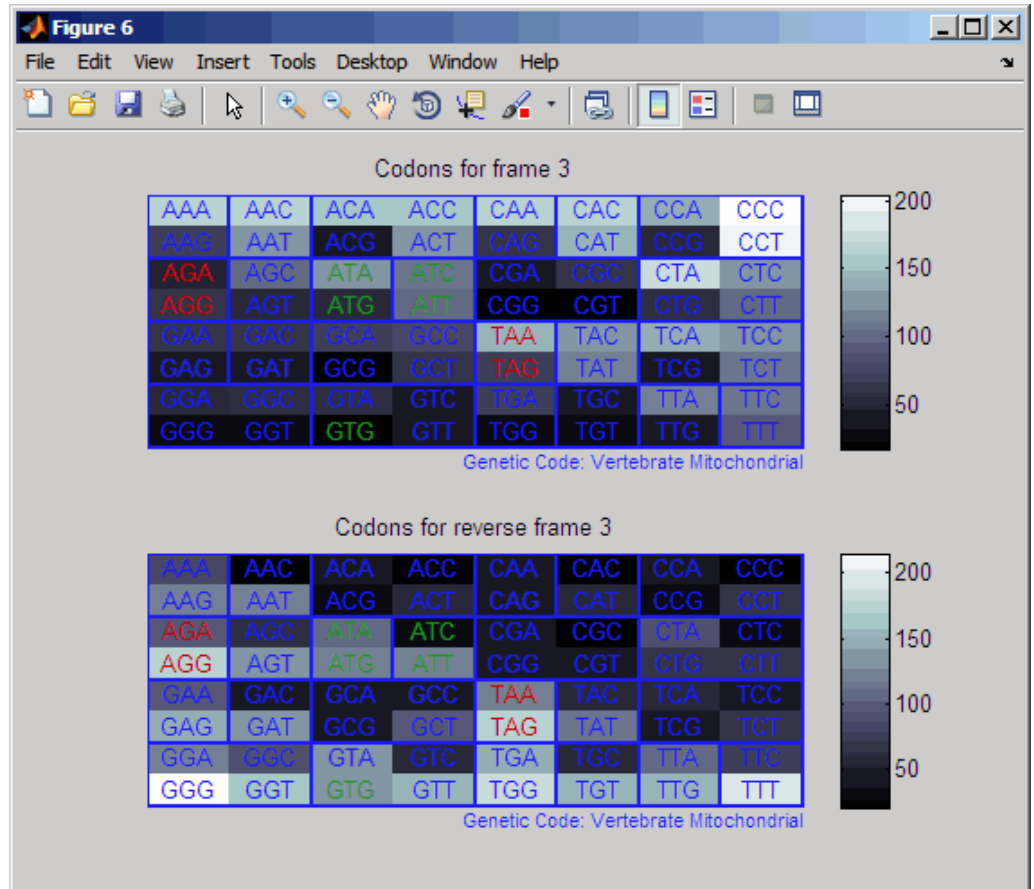 Figure 6
File Edit View Insert Tools Desktop Window Help
Codons for frame 3
AAA AAC ACA ACC CAA CAC CCA CCC
AAG AAT ACG ACT CAG CAT CCG CCT
AGA AGC ATA ATC CGA CGC CTA CTC
AGG AGT ATG ATT CGG CGT CTG CTT
GAA GAC GCA GCC TAA TAC TCA TCC
GAG GAT GCG GCT TAG TAT TCG TCT
GGA GGC GTA GTC TGA TGC TTA TTC
GGG GGT GTG GTT TGG TGT TTG TTT
200
150
100
50
Genetic Code: Vertebrate Mitochondrial
Codons for reverse frame 3
AAA AAC ACA ACC CAA CAC CCA CCC
AAG AAT ACG ACT CAG CAT CCG CCT
AGA AGC ATA ATC CGA CGC CTA CTC
AGG AGT ATG ATT CGG CGT CTG CTT
GAA GAC GCA GCC TAA TAC TCA TCC
GAG GAT GCG GCT TAG TAT TCG TCT
GGA GGC GTA GTC TGA TGC TTA TTC
GGG GGT GTG GTT TGG TGT TTG TTT
200
150
100
50
Genetic Code: Vertebrate Mitochondrial